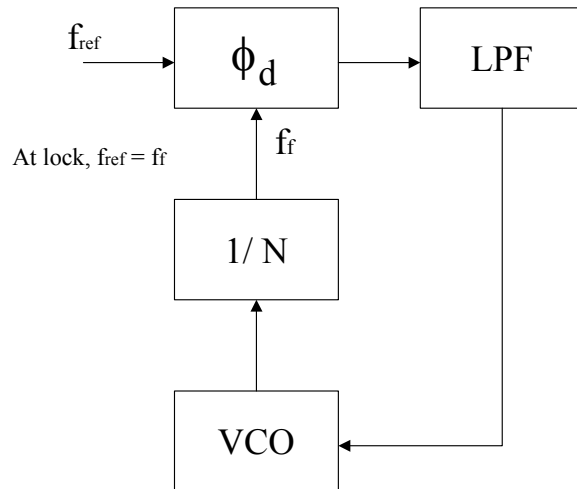 fref
ϕd
LPF
ff
At lock, fref = ff
1/ N
VCO